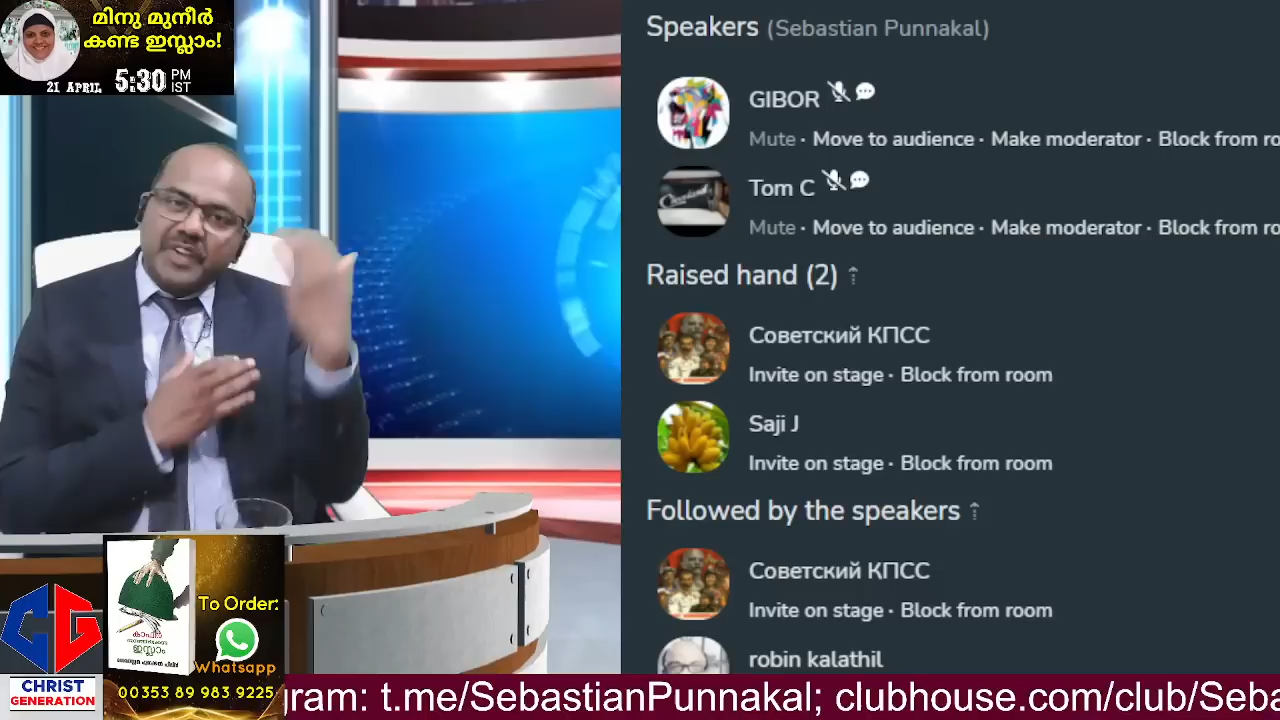 മിനു മുനീർ
കണ്ട ഇസ്ലാം!
21 APRIL 5:30 PM IST
Speakers (Sebastian Punnakal)
GIBOR
Mute · Move to audience · Make moderator · Block from ro
Tom C
Mute · Move to audience · Make moderator · Block from ro
Raised hand (2)
Советский КПСС
Invite on stage · Block from room
Saji J
Invite on stage · Block from room
Followed by the speakers
Советский КПСС
Invite on stage · Block from room
robin kalathil
CG
CHRIST
GENERATION
ഇസ്ലാം
To Order:
Whatsapp
00353 89 983 9225
gram: t.me/SebastianPunnakal; clubhouse.com/club/Seba